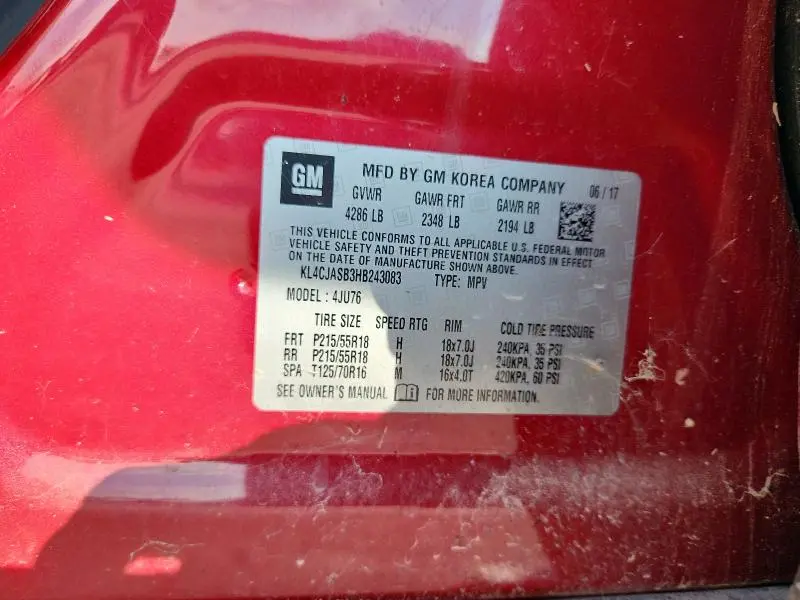 GM MFD BY GM KOREA COMPANY 06 / 17
GVWR GAWR FRT GAWR RR
4286 LB 2348 LB 2194 LB
THIS VEHICLE CONFORMS TO ALL APPLICABLE U.S. FEDERAL MOTOR
VEHICLE SAFETY AND THEFT PREVENTION STANDARDS IN EFFECT
ON THE DATE OF MANUFACTURE SHOWN ABOVE.
KL4CJASB3HB243083 TYPE: MPV
MODEL : 4JU76
TIRE SIZE SPEED RTG RIM COLD TIRE PRESSURE
FRT P215/55R18 H 18x7.0J 240KPA, 35 PSI
RR P215/55R18 H 18x7.0J 240KPA, 35 PSI
SPA T125/70R16 M 16x4.0T 420KPA, 60 PSI
SEE OWNER'S MANUAL FOR MORE INFORMATION.